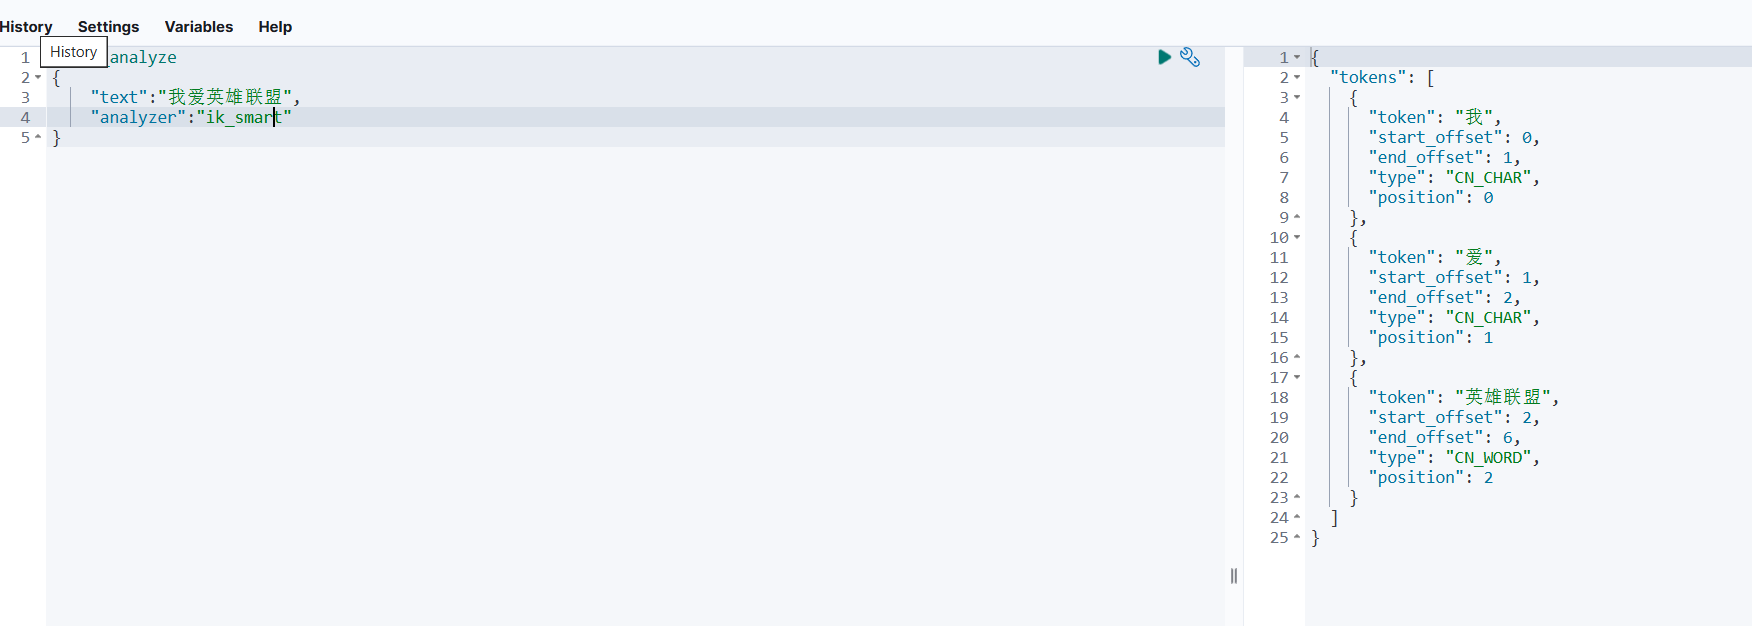 History Settings Variables Help
History
1 _analyze
2 {
3 "text":"我爱英雄联盟",
4 "analyzer":"ik_smart"
5 }
1 {
2 "tokens": [
3 {
4 "token": "我",
5 "start_offset": 0,
6 "end_offset": 1,
7 "type": "CN_CHAR",
8 "position": 0
9 },
10 {
11 "token": "爱",
12 "start_offset": 1,
13 "end_offset": 2,
14 "type": "CN_CHAR",
15 "position": 1
16 },
17 {
18 "token": "英雄联盟",
19 "start_offset": 2,
20 "end_offset": 6,
21 "type": "CN_WORD",
22 "position": 2
23 }
24 ]
25 }